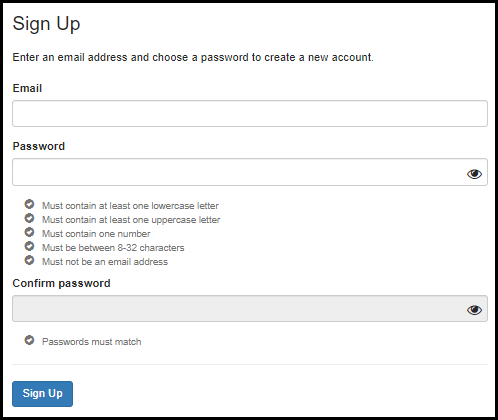 Sign Up
Enter an email address and choose a password to create a new account.
Email
Password
Must contain at least one lowercase letter
Must contain at least one uppercase letter
Must contain one number
Must be between 8-32 characters
Must not be an email address
Confirm password
Passwords must match
Sign Up